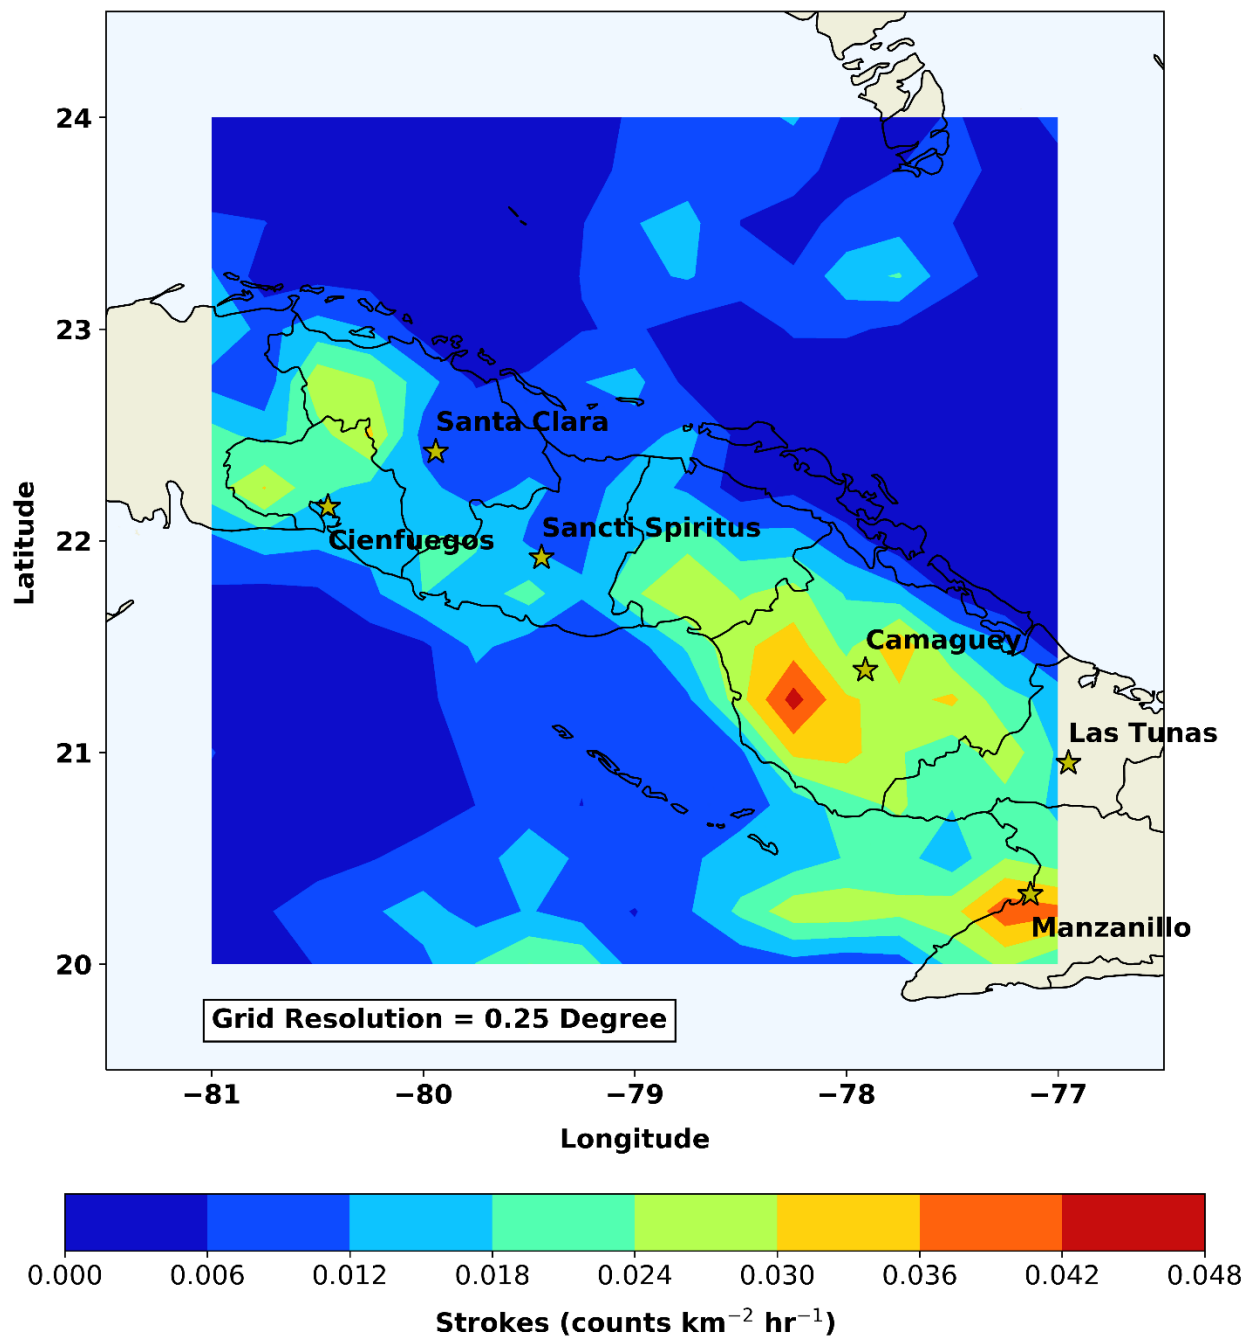 24
23
Santa Clara
22
Sancti Spiritus
Cienfuegos
Camaguey
21
Las Tunas
Manzanillo
20
Latitude
Grid Resolution = 0.25 Degree
−81 −80 −79 −78 −77
Longitude
0.000 0.006 0.012 0.018 0.024 0.030 0.036 0.042 0.048
Strokes (counts km⁻² hr⁻¹)